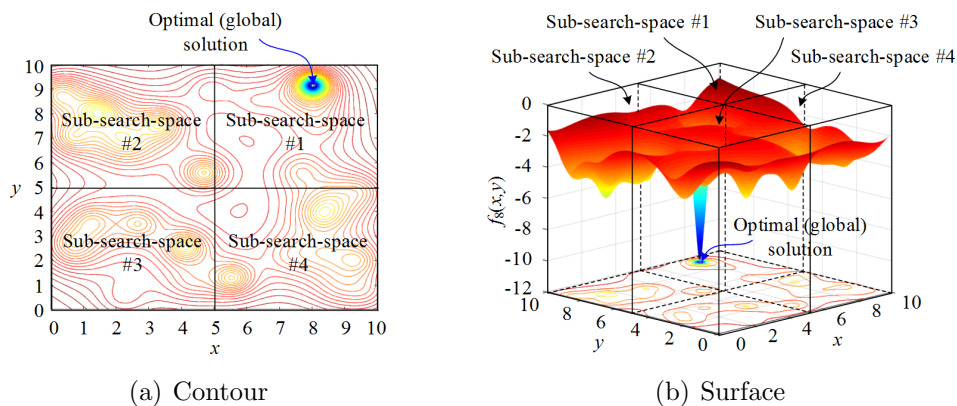 Optimal (global)
solution
10
9
8
7
6
5
4
3
2
1
0
y
Sub-search-space
#2
Sub-search-space
#1
Sub-search-space
#3
Sub-search-space
#4
0 1 2 3 4 5 6 7 8 9 10
x
(a) Contour
Sub-search-space #1
Sub-search-space #2
Sub-search-space #3
Sub-search-space #4
0
-2
-4
-6
-8
-10
-12
f8(x,y)
Optimal (global)
solution
10 8 6 4 2 0
y
0 2 4 6 8 10
x
(b) Surface